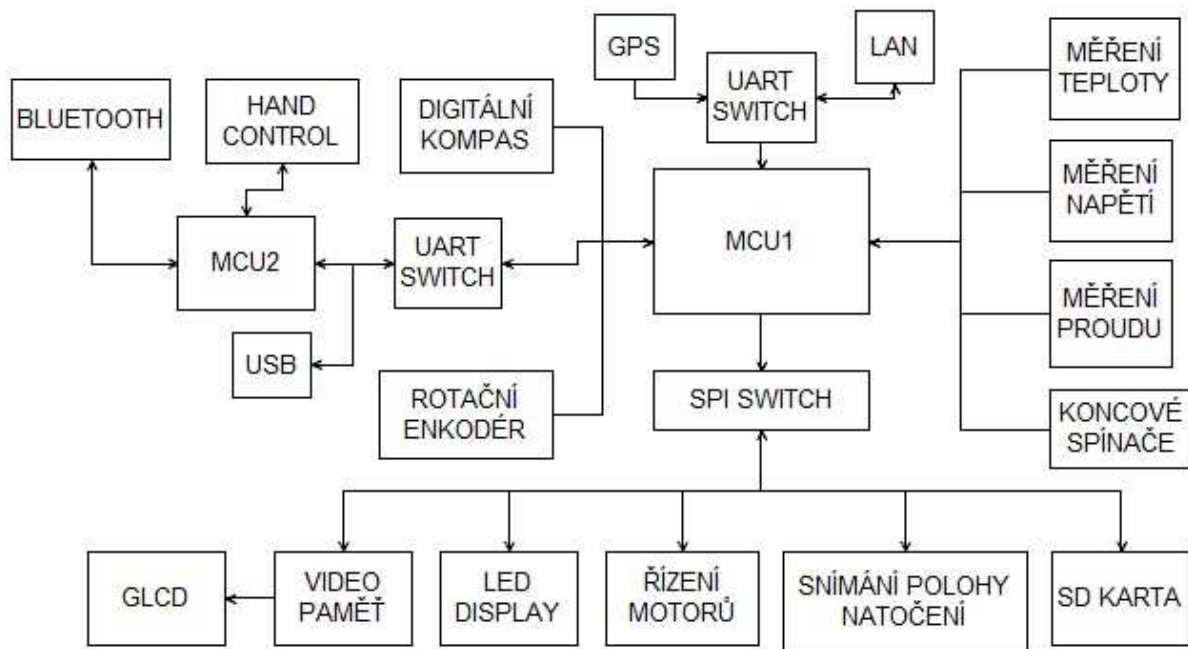 GPS
LAN
UART
SWITCH
MĚŘENÍ
TEPLOTY
BLUETOOTH
HAND
CONTROL
DIGITÁLNÍ
KOMPAS
MĚŘENÍ
NAPĚTÍ
MCU2
UART
SWITCH
MCU1
MĚŘENÍ
PROUDU
USB
ROTAČNÍ
ENKODÉR
SPI SWITCH
KONCOVÉ
SPÍNAČE
GLCD
VIDEO
PAMĚŤ
LED
DISPLAY
ŘÍZENÍ
MOTORŮ
SNÍMÁNÍ POLOHY
NATOČENÍ
SD KARTA